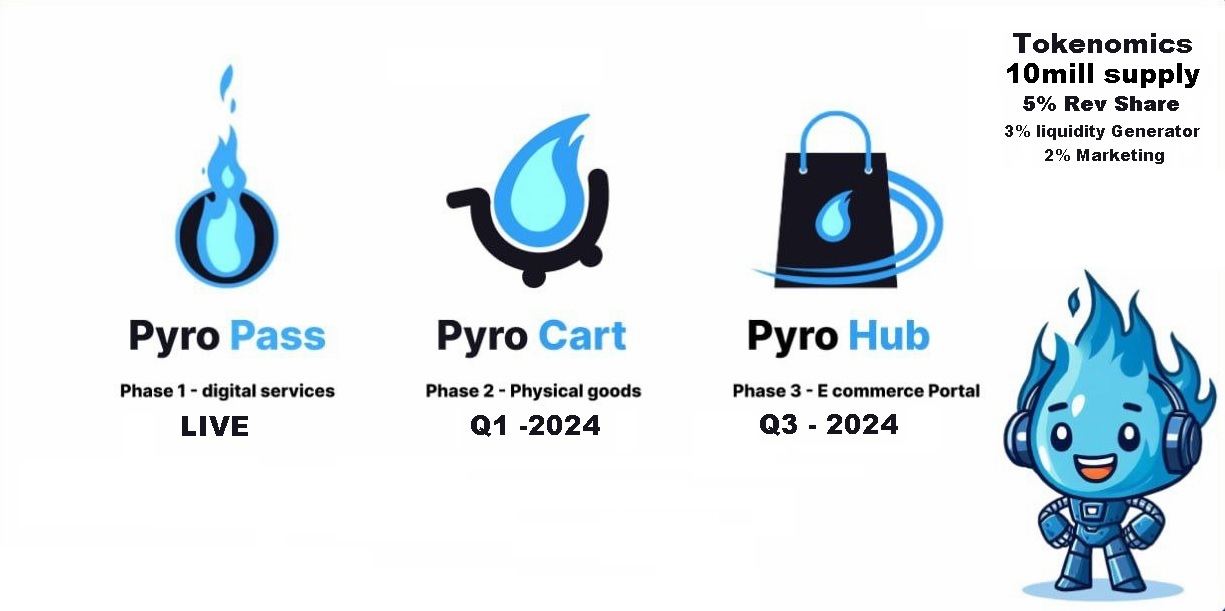 Tokenomics
10mill supply
5% Rev Share
3% liquidity Generator
2% Marketing
Pyro Pass
Phase 1 - digital services
LIVE
Pyro Cart
Phase 2 - Physical goods
Q1 -2024
Pyro Hub
Phase 3 - E commerce Portal
Q3 - 2024